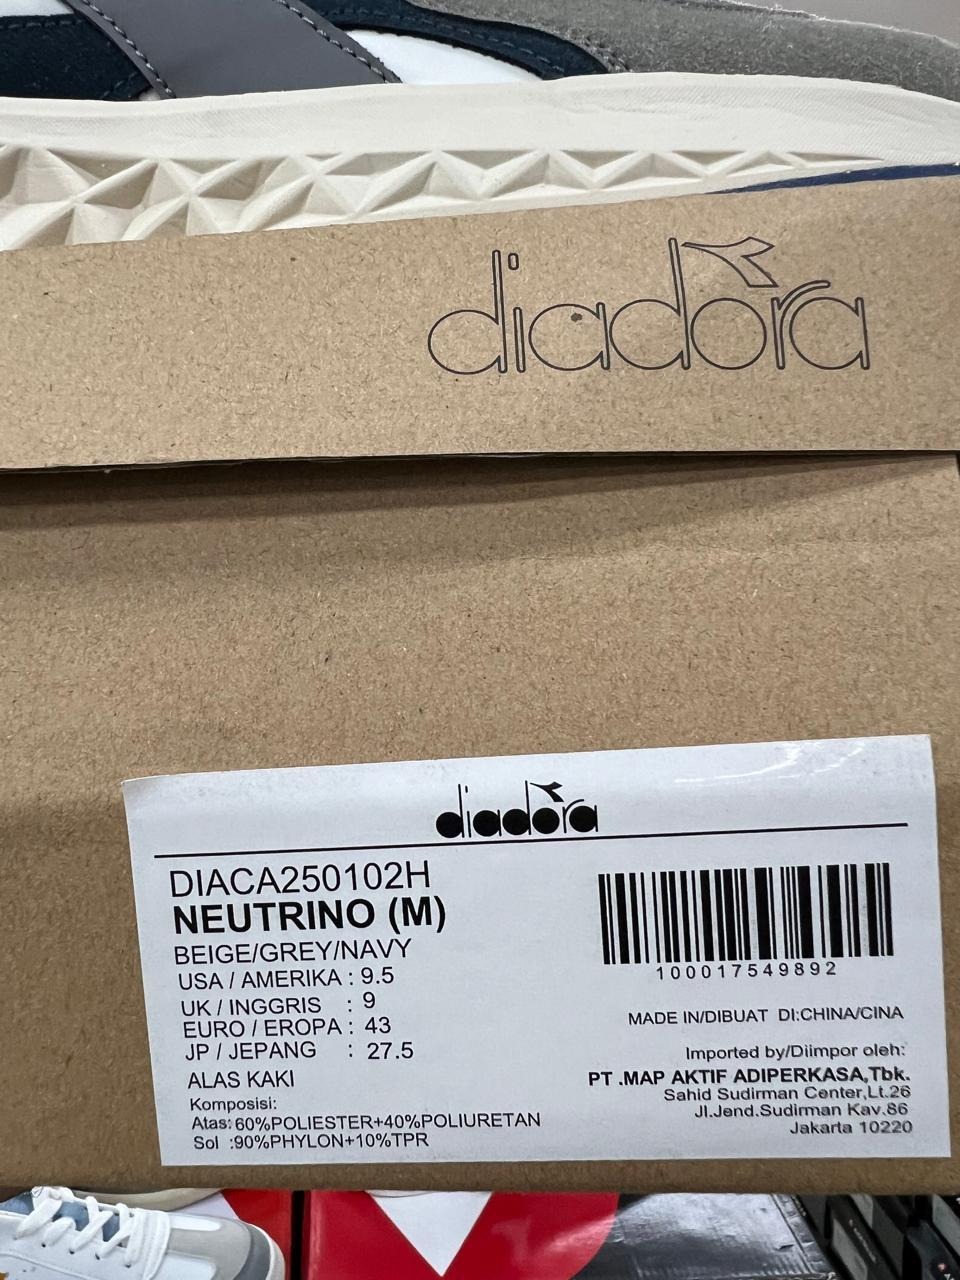 diadora
diadora
DIACA250102H
NEUTRINO (M)
BEIGE/GREY/NAVY
USA / AMERIKA : 9.5
UK / INGGRIS : 9
EURO / EROPA : 43
JP / JEPANG : 27.5
ALAS KAKI
Komposisi:
Atas:60%POLIESTER+40%POLIURETAN
Sol :90%PHYLON+10%TPR
100017549892
MADE IN/DIBUAT DI:CHINA/CINA
Imported by/Diimpor oleh:
PT .MAP AKTIF ADIPERKASA,Tbk.
Sahid Sudirman Center,Lt.26
Jl.Jend.Sudirman Kav.86
Jakarta 10220